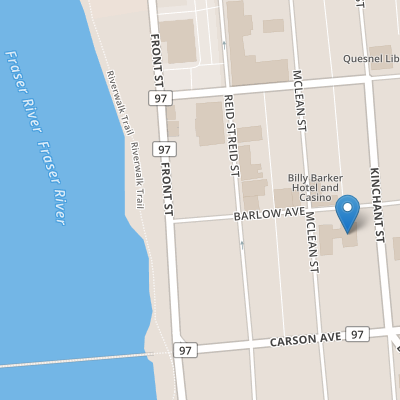 FRONT ST
Quesnel Lib
Fraser River
Fraser River
Riverwalk Trail
Riverwalk Trail
MCLEAN ST
97
REID STREID ST
97
FRONT ST
KINCHANT ST
Billy Barker
Hotel and
Casino
BARLOW AVE
MCLEAN ST
CARSON AVE
97
97